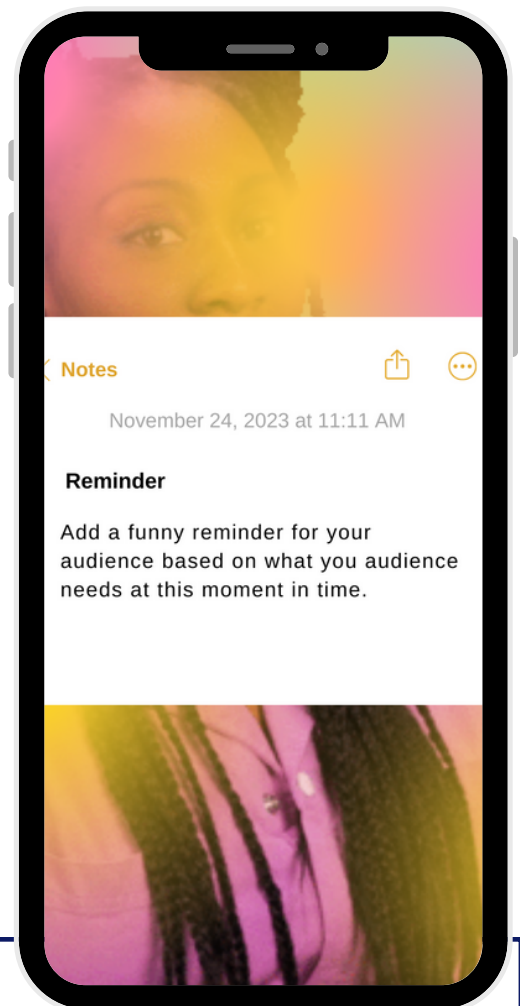 Notes
November 24, 2023 at 11:11 AM
Reminder
Add a funny reminder for your
audience based on what you audience
needs at this moment in time.